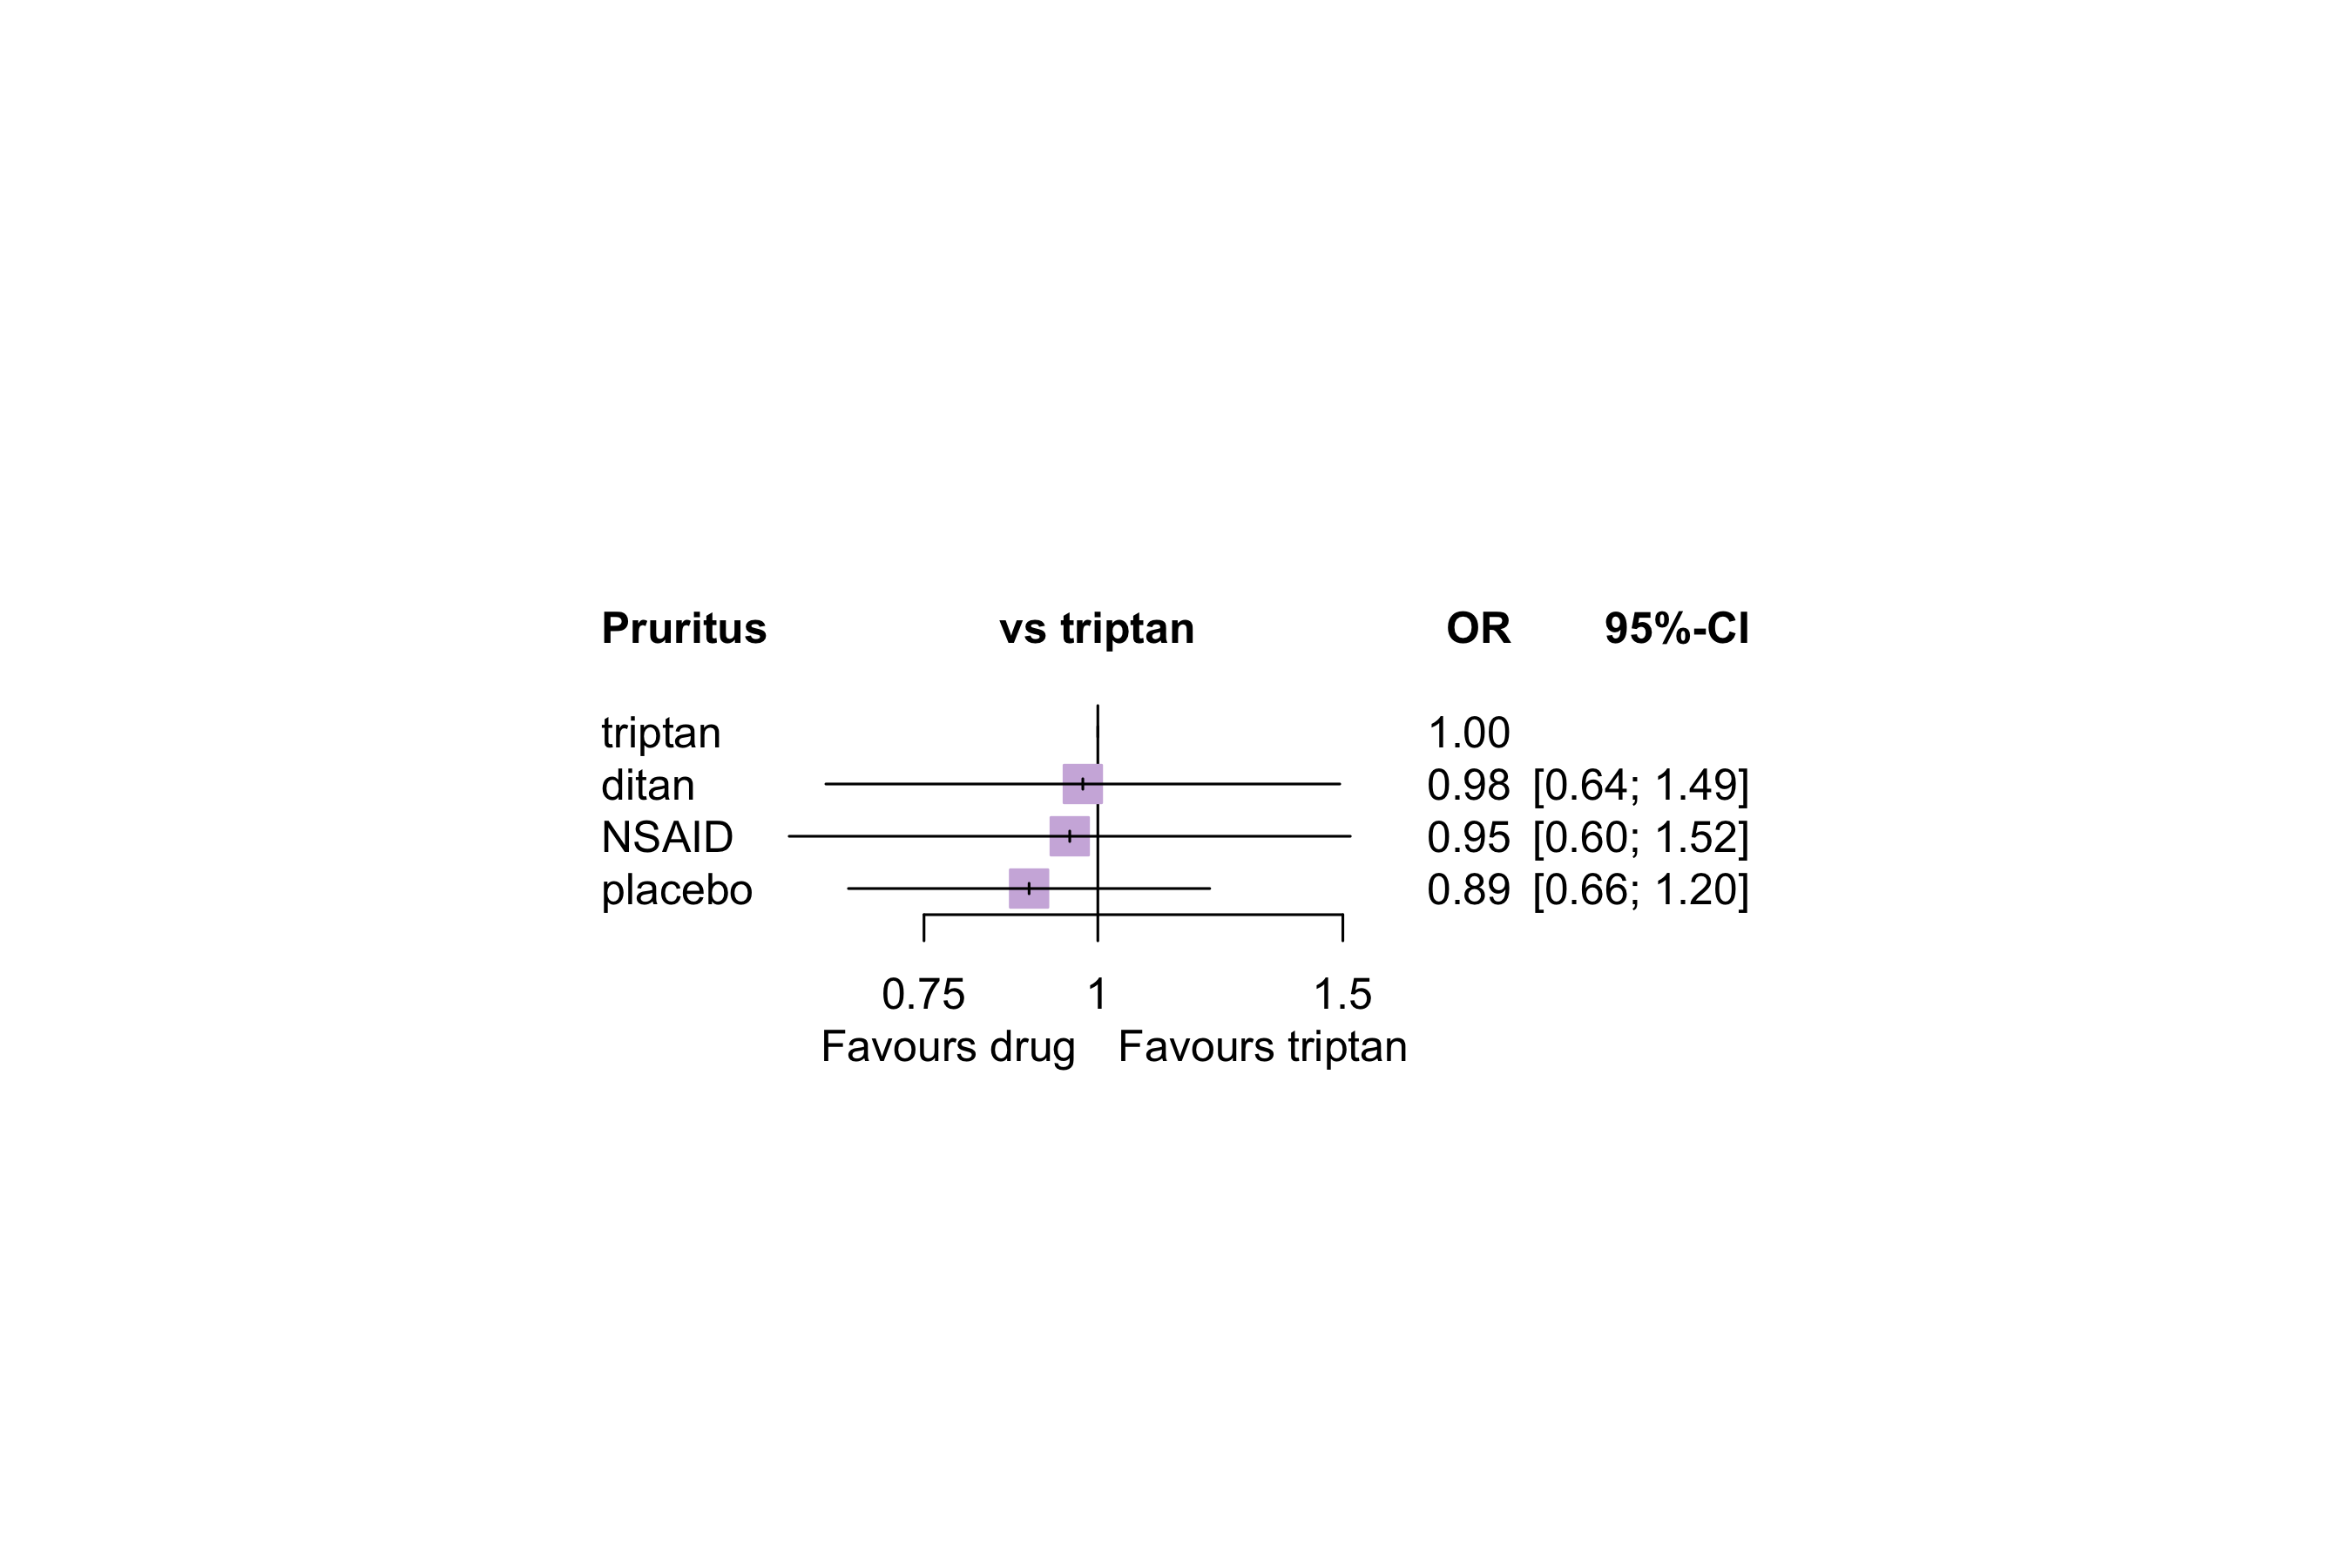 Pruritus vs triptan OR 95%-CI
triptan 1.00
ditan 0.98 [0.64; 1.49]
NSAID 0.95 [0.60; 1.52]
placebo 0.89 [0.66; 1.20]
0.75 1 1.5
Favours drug Favours triptan